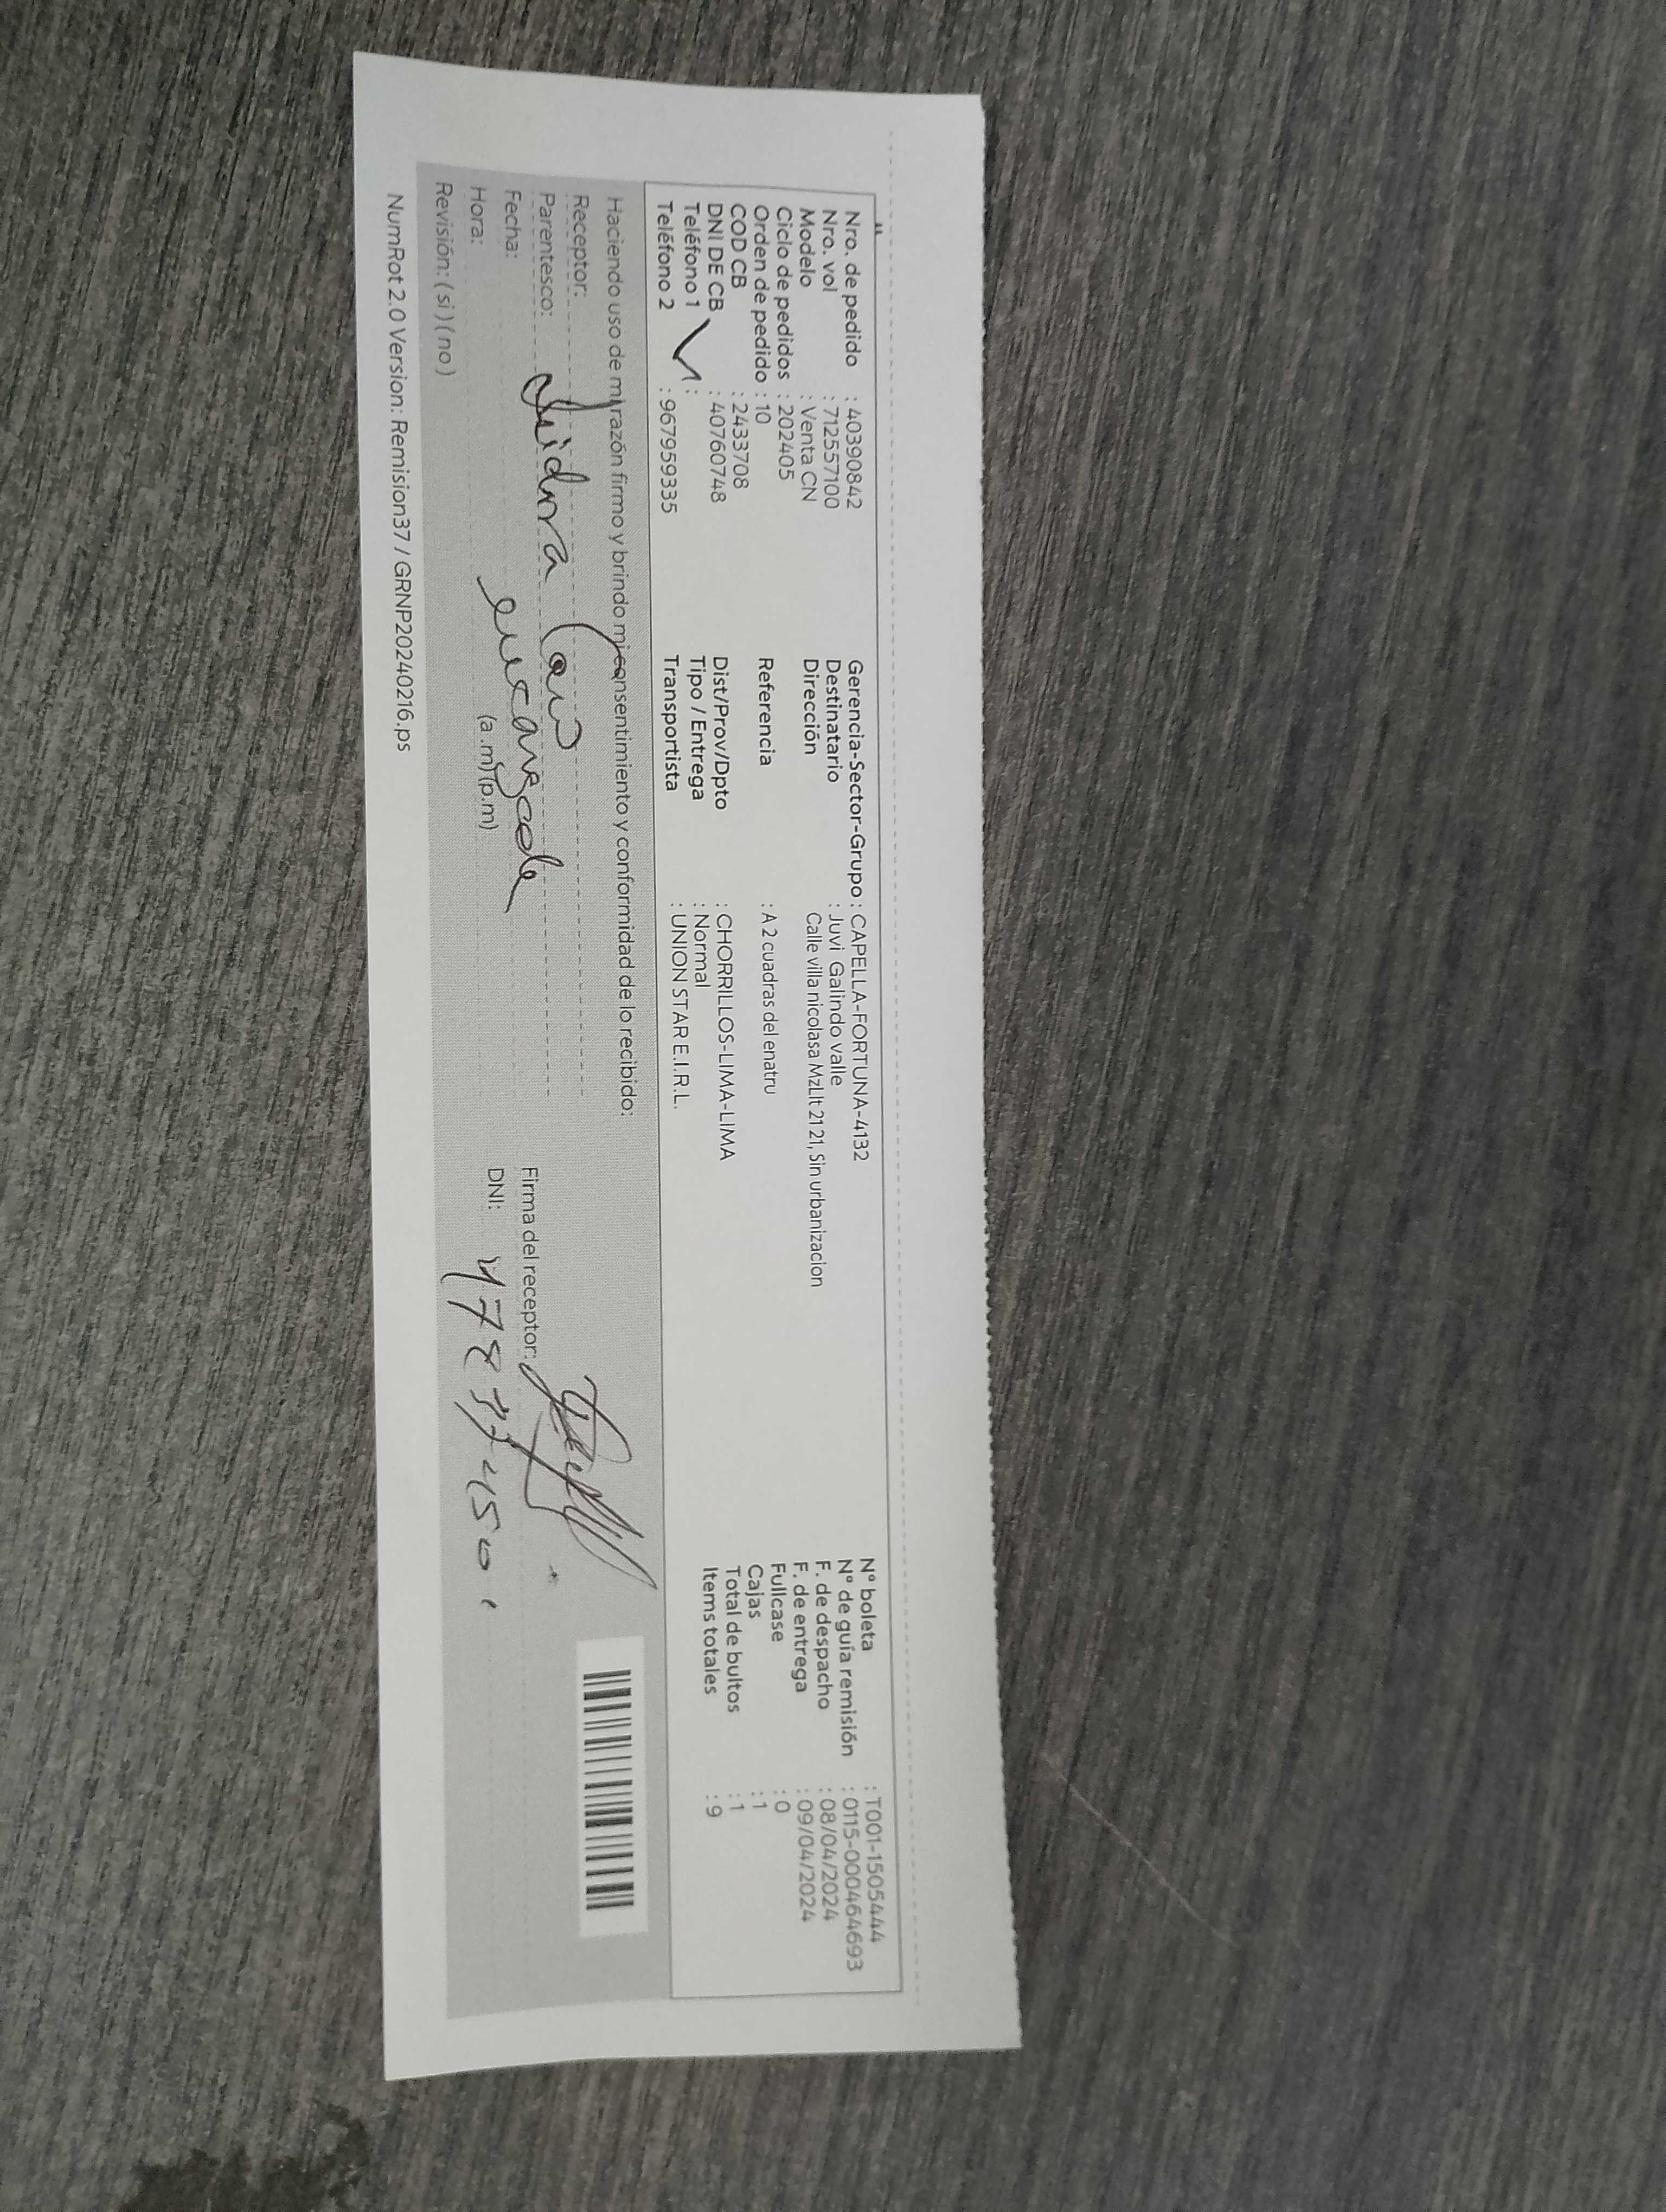 Nro. de pedido : 40390842
Nro. vol : 712557100
Modelo : Venta CN
Ciclo de pedidos : 202405
Orden de pedido : 10
COD CB : 2433708
DNI DE CB : 40760748
Teléfono 1 :
Teléfono 2 : 967959335
Gerencia-Sector-Grupo : CAPELLA-FORTUNA-4132
Destinatario : Juvi Galindo valle
Dirección Calle villa nicolasa MzLlt 21 21, Sin urbanizacion
Referencia : A 2 cuadras del enatru
Dist/Prov/Dpto : CHORRILLOS-LIMA-LIMA
Tipo / Entrega : Normal
Transportista : UNION STAR E.I.R.L.
Nº boleta : T001-1505444
Nº de guía remisión : 0115-000464693
F. de despacho : 08/04/2024
F. de entrega : 09/04/2024
Fullcase : 0
Cajas : 1
Total de bultos : 1
Items totales : 9
Haciendo uso de mi razón firmo y brindo mi consentimiento y conformidad de lo recibido:
Receptor:
Parentesco:
Fecha:
Hora: (a.m) (p.m)
Revisión: ( si ) ( no )
Firma del receptor:
DNI:
NumRot 2.0 Version: Remision37 / GRNP20240216.ps